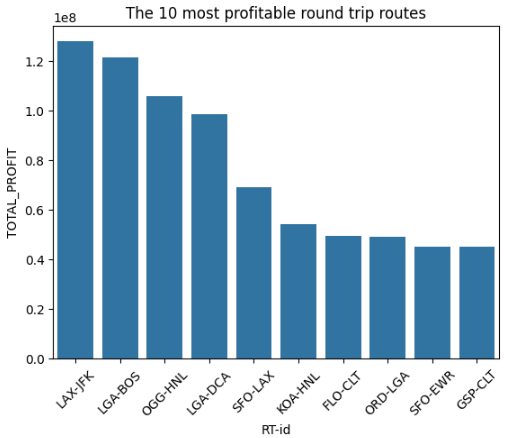 The 10 most profitable round trip routes
1e8
1.2
1.0
0.8
0.6
0.4
0.2
0.0
TOTAL_PROFIT
LAX-JFK
LGA-BOS
OGG-HNL
LGA-DCA
SFO-LAX
KOA-HNL
FLO-CLT
ORD-LGA
SFO-EWR
GSP-CLT
RT-id